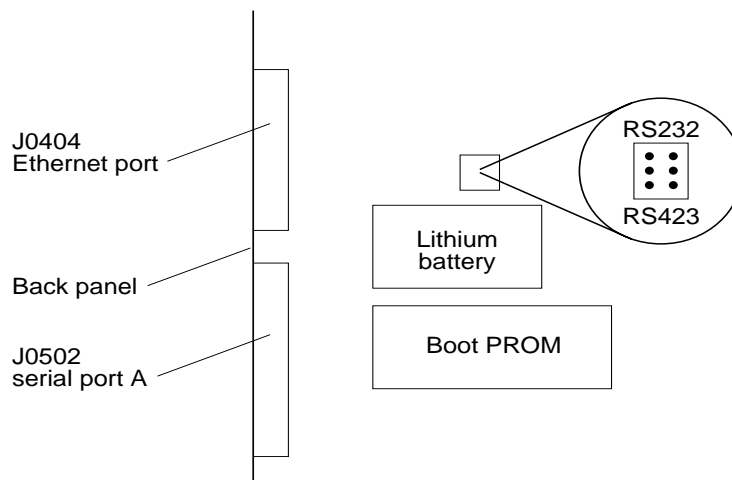 J0404
Ethernet port
Back panel
J0502
serial port A
RS232
RS423
Lithium
battery
Boot PROM